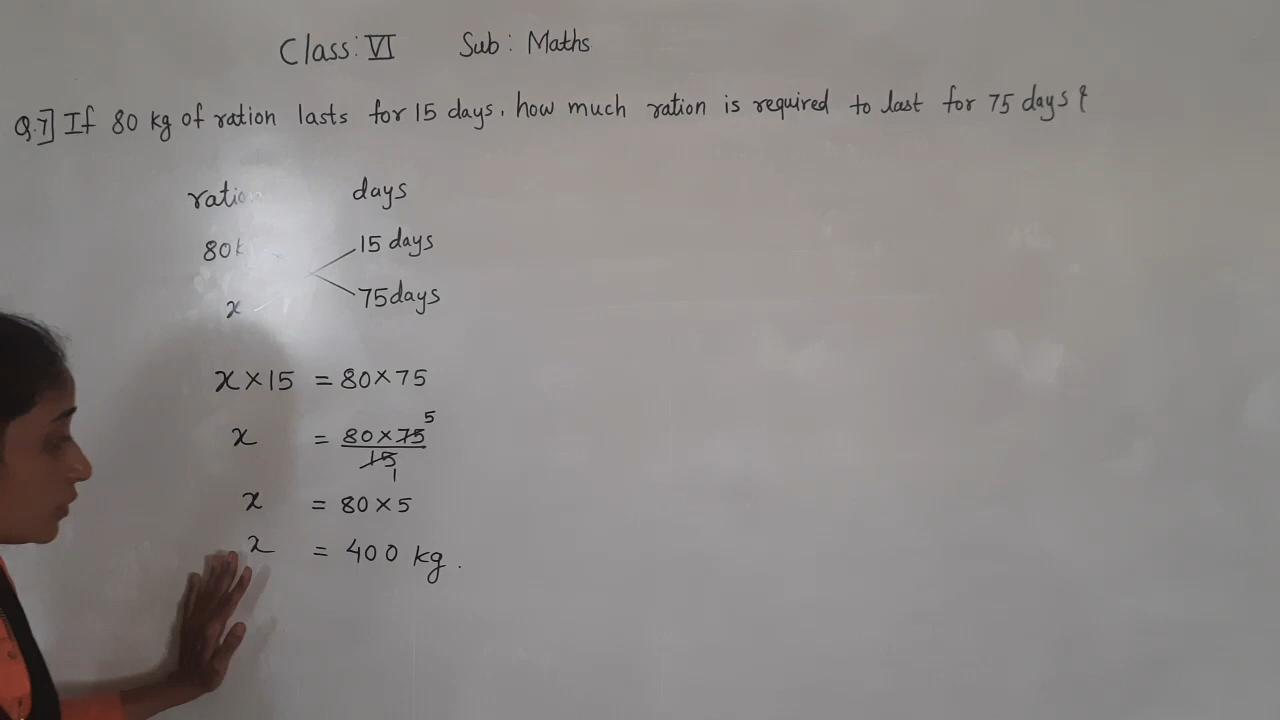 Class: VI Sub: Maths
Q.7] If 80 kg of ration lasts for 15 days. how much ration is required to last for 75 days ?
days
15 days
x 75 days
x × 15 = 80 × 75
x = 80 × 75 5
15 1
x = 80 × 5
x = 400 kg.